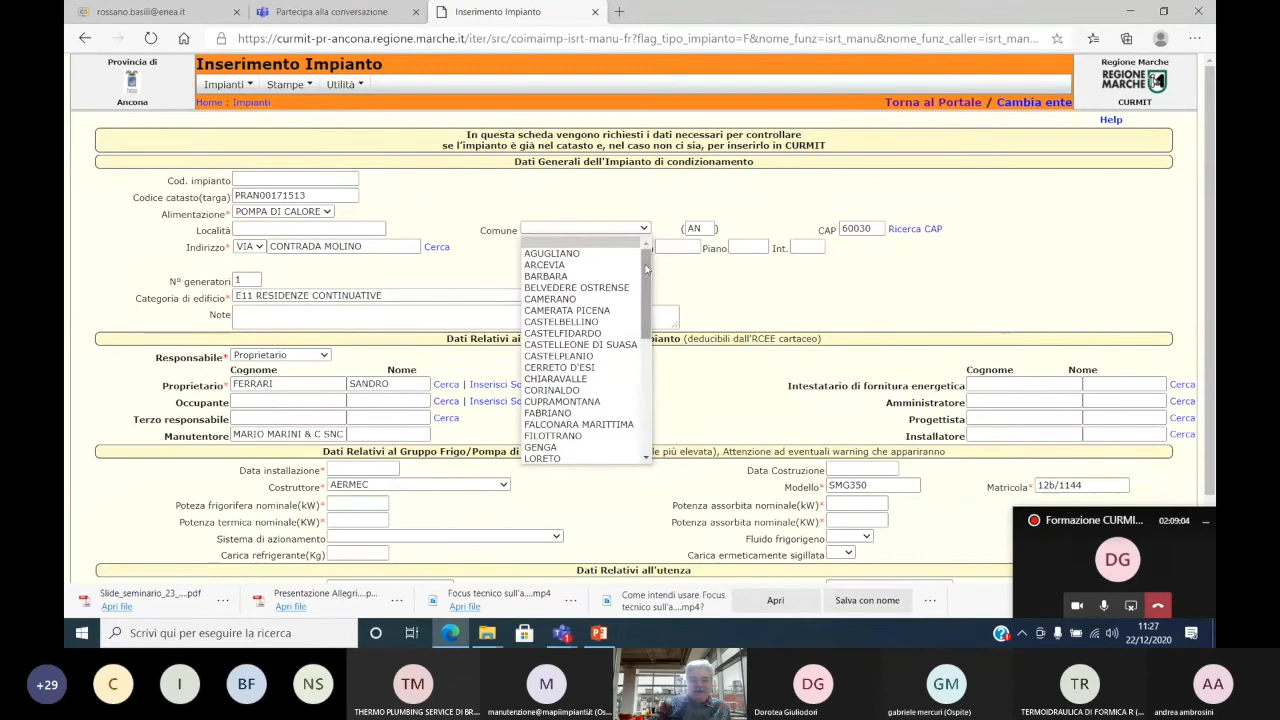 rossano.basili@enea.it
Partecipa alla conversazione
Inserimento Impianto
https://curmit-pr-ancona.regione.marche.it/iter/src/coimaimp-isrt-manu-fr?flag_tipo_impianto=F&nome_funz=isrt_manu&nome_funz_caller=isrt_man...
Provincia di
Ancona
Inserimento Impianto
Impianti Stampe Utilità
Home : Impianti
Torna al Portale / Cambia ente
Regione Marche
REGIONE
MARCHE
CURMIT
Help
In questa scheda vengono richiesti i dati necessari per controllare
se l'impianto è già nel catasto e, nel caso non ci sia, per inserirlo in CURMIT
Dati Generali dell'Impianto di condizionamento
Cod. impianto
Codice catasto(targa) PRAN00171513
Alimentazione* POMPA DI CALORE
Località Comune (AN) CAP 60030 Ricerca CAP
Indirizzo* VIA CONTRADA MOLINO Cerca Piano Int.
N° generatori 1
Categoria di edificio* E11 RESIDENZE CONTINUATIVE
Note
AGUGLIANO
ARCEVIA
BARBARA
BELVEDERE OSTRENSE
CAMERANO
CAMERATA PICENA
CASTELBELLINO
CASTELFIDARDO
CASTELLEONE DI SUASA
CASTELPLANIO
CERRETO D'ESI
CHIARAVALLE
CORINALDO
CUPRAMONTANA
FABRIANO
FALCONARA MARITTIMA
FILOTTRANO
GENGA
LORETO
Dati Relativi ai (deducibili dall'RCEE cartaceo)
Responsabile* Proprietario
Cognome Nome Cognome Nome
Proprietario* FERRARI SANDRO Cerca | Inserisci So Intestatario di fornitura energetica Cerca
Occupante Cerca | Inserisci So Amministratore Cerca
Terzo responsabile Cerca Progettista Cerca
Manutentore MARIO MARINI & C SNC Installatore Cerca
Dati Relativi al Gruppo Frigo/Pompa di più elevata), Attenzione ad eventuali warning che appariranno
Data installazione* Data Costruzione
Costruttore* AERMEC Modello* SMG350 Matricola* 12b/1144
Poteza frigorifera nominale(kW)* Potenza assorbita nominale(kW)*
Potenza termica nominale(KW)* Potenza assorbita nominale(KW)*
Sistema di azionamento Fluido frigorigeno*
Carica refrigerante(Kg) Carica ermeticamente sigillata
Dati Relativi all'utenza
Formazione CURMI... 02:09:04
DG
Slide_seminario_23_....pdf
Apri file
Presentazione Allegri....p...
Apri file
Focus tecnico sull'a....mp4
Apri file
Come intendi usare Focus
tecnico sull'a....mp4?
Apri
Salva con nome
Scrivi qui per eseguire la ricerca
11:27
22/12/2020
+29
C
I
BF
NS
TM
THERMO PLUMBING SERVICE DI BR...
M
manutenzione@mapiimpianti.it (Os...
DG
Dorotea Giuliodori
GM
gabriele mercuri (Ospite)
TR
TERMOIDRAULICA DI FORMICA R (...
AA
andrea ambrosini